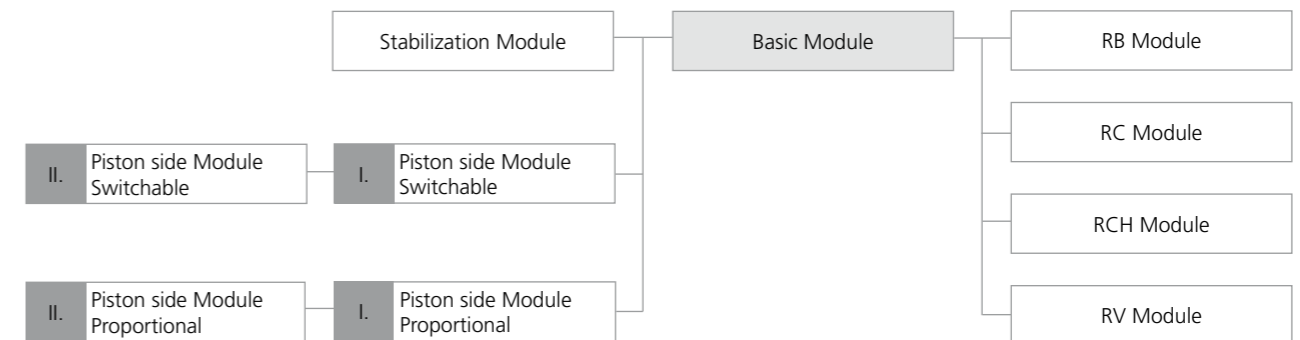 Stabilization Module
Basic Module
RB Module
RC Module
II.
Piston side Module
Switchable
I.
Piston side Module
Switchable
RCH Module
II.
Piston side Module
Proportional
I.
Piston side Module
Proportional
RV Module